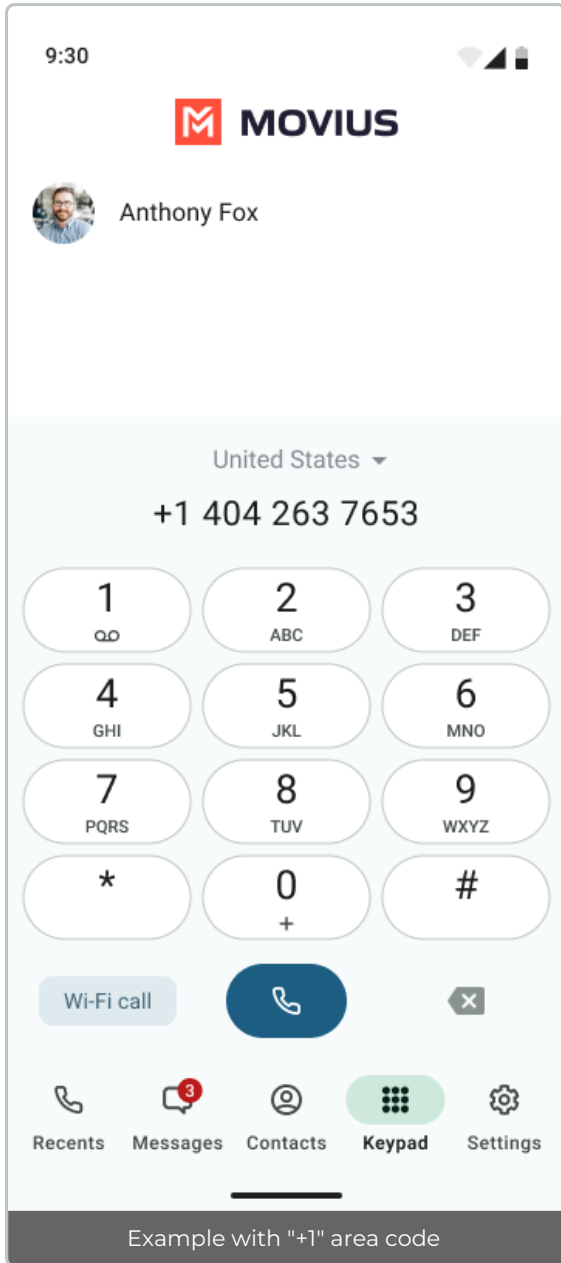 9:30
MOVIUS
Anthony Fox
United States
+1 404 263 7653
1 2 3
ABC DEF
4 5 6
GHI JKL MNO
7 8 9
PQRS TUV WXYZ
* 0 #
+
Wi-Fi call
3
Recents Messages Contacts Keypad Settings
Example with "+1" area code